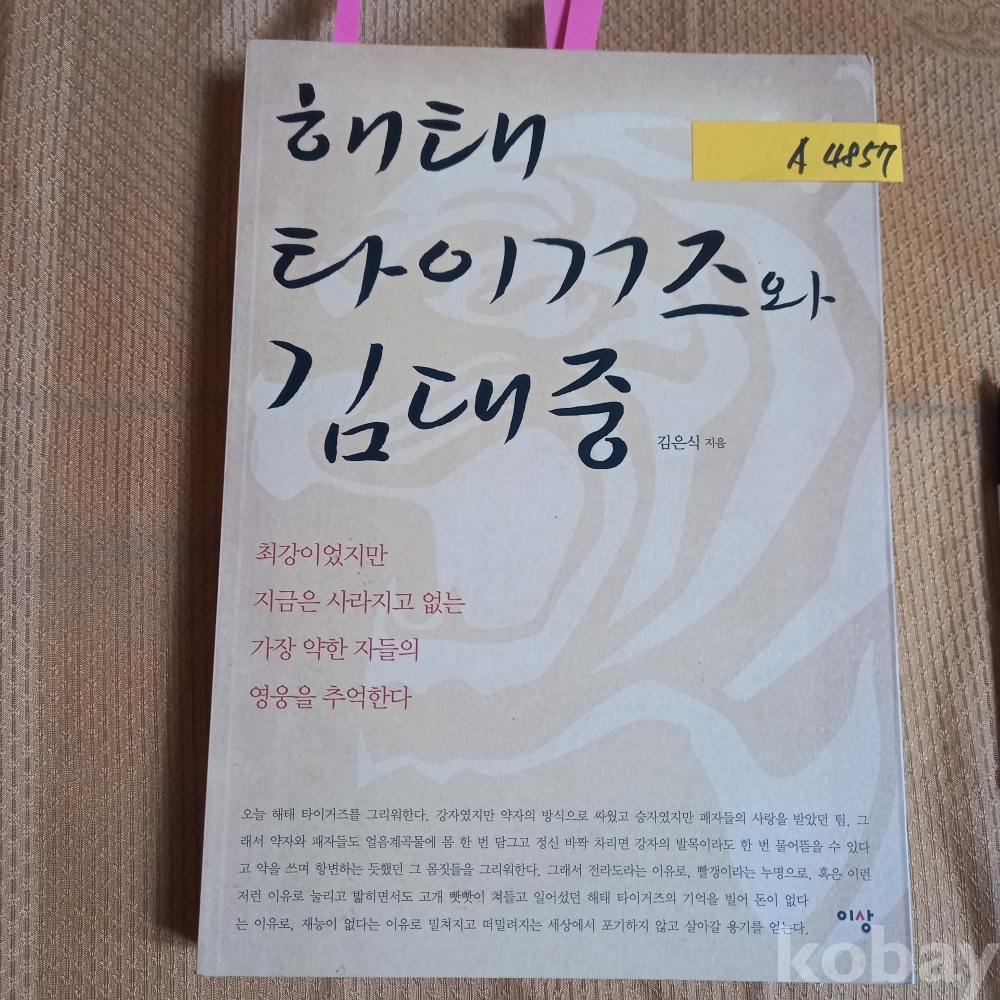 A 4857
해태
타이거즈와
김대중
김은식 지음
최강이었지만
지금은 사라지고 없는
가장 약한 자들의
영웅을 추억한다
오늘 해태 타이거즈를 그리워한다. 강자였지만 약자의 방식으로 싸웠고 승자였지만 패자들의 사랑을 받았던 팀. 그
래서 약자와 패자들도 얼음계곡물에 몸 한 번 담그고 정신 바짝 차리면 강자의 발목이라도 한 번 물어뜯을 수 있다
고 악을 쓰며 항변하는 듯했던 그 몸짓들을 그리워한다. 그래서 전라도라는 이유로, 빨갱이라는 누명으로, 혹은 이런
저런 이유로 눌리고 밟히면서도 고개 빳빳이 쳐들고 일어섰던 해태 타이거즈의 기억을 빌어 돈이 없다
는 이유로, 재능이 없다는 이유로 밀쳐지고 떠밀려지는 세상에서 포기하지 않고 살아갈 용기를 얻는다.
이상
kobay